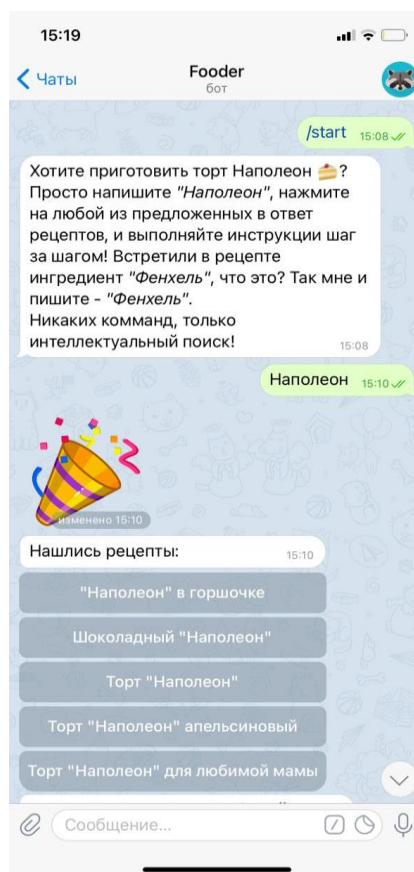 15:19
Чаты
Fooder
бот
/start 15:08
Хотите приготовить торт Наполеон 🍰?
Просто напишите "Наполеон", нажмите
на любой из предложенных в ответ
рецептов, и выполняйте инструкции шаг
за шагом! Встретили в рецепте
ингредиент "Фенхель", что это? Так мне и
пишите - "Фенхель".
Никаких комманд, только
интеллектуальный поиск! 15:08
Наполеон 15:10
изменено 15:10
Нашлись рецепты: 15:10
"Наполеон" в горшочке
Шоколадный "Наполеон"
Торт "Наполеон"
Торт "Наполеон" апельсиновый
Торт "Наполеон" для любимой мамы
Сообщение...